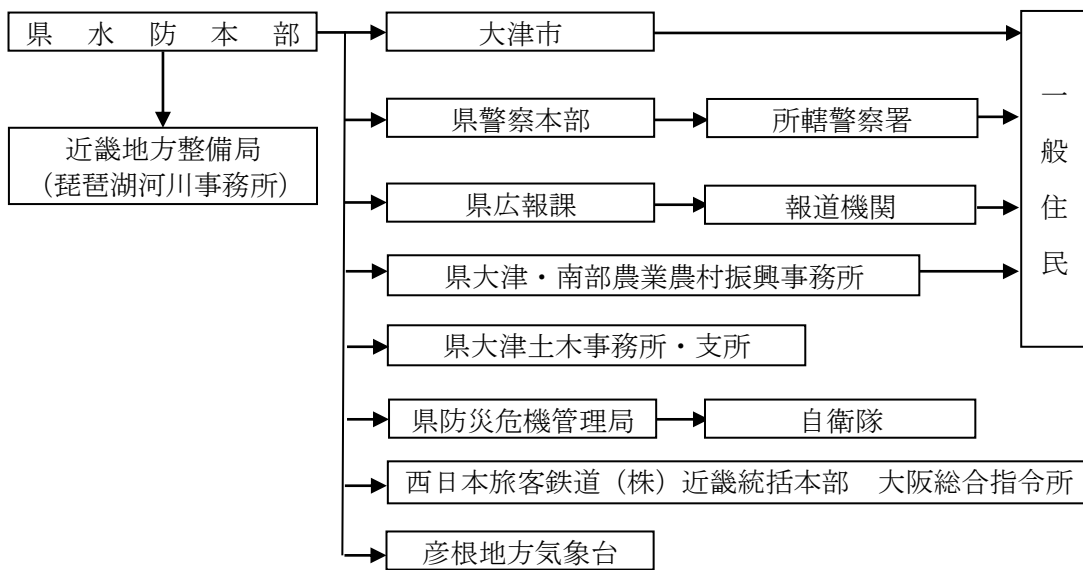 県水防本部
大津市
近畿地方整備局
（琵琶湖河川事務所）
県警察本部
所轄警察署
県広報課
報道機関
県大津・南部農業農村振興事務所
県大津土木事務所・支所
県防災危機管理局
自衛隊
西日本旅客鉄道（株）近畿統括本部　大阪総合指令所
彦根地方気象台
一般住民